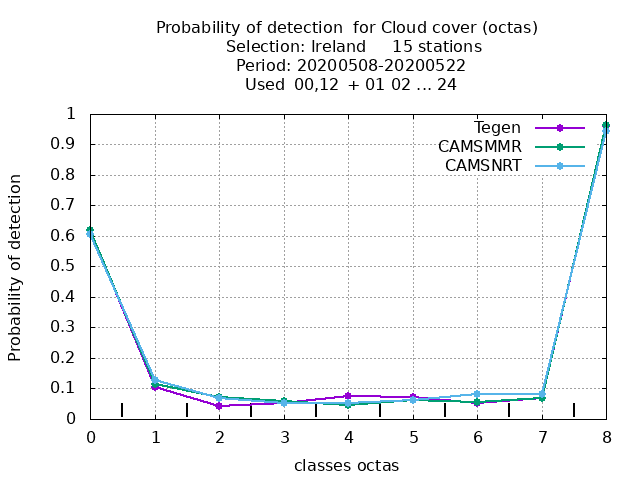 Probability of detection  for Cloud cover (octas)
Selection: Ireland     15 stations
Period: 20200508-20200522
Used  00,12  + 01 02 ... 24
Tegen
CAMSMMR
CAMSNRT
Probability of detection
1
0.9
0.8
0.7
0.6
0.5
0.4
0.3
0.2
0.1
0
0 1 2 3 4 5 6 7 8
classes octas